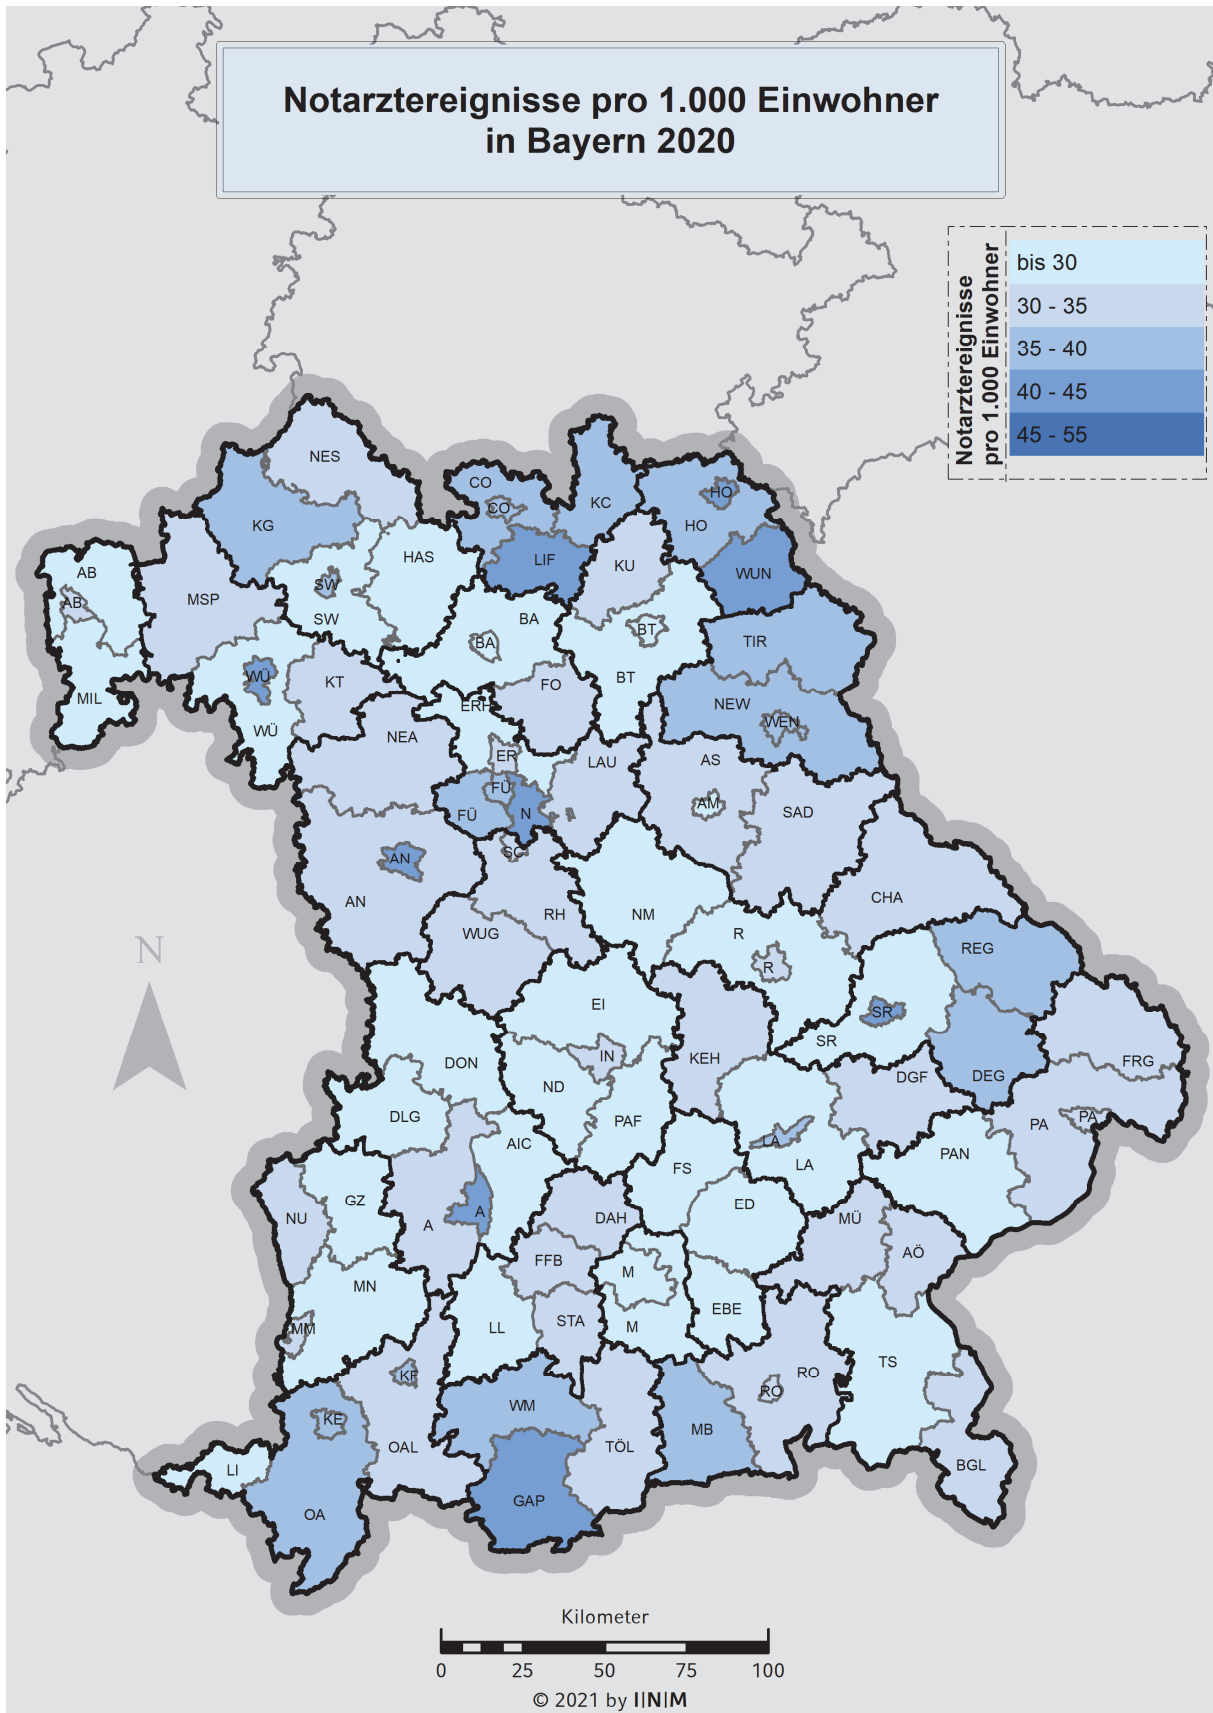 Notarztereignisse pro 1.000 Einwohner
in Bayern 2020
Notarztereignisse
pro 1.000 Einwohner
bis 30
30 - 35
35 - 40
40 - 45
45 - 55
NES
CO
CO
KC
HO
HO
KG
HAS
LIF
KU
WUN
AB
AB
MSP
SW
SW
BA
BA
BT
BT
TIR
MIL
WÜ
WÜ
KT
FO
ERH
NEW
WEN
NEA
ER
LAU
AS
AM
SAD
FÜ
FÜ
N
AN
AN
SC
RH
WUG
NM
CHA
R
R
REG
N
EI
SR
SR
IN
KEH
DGF
DEG
FRG
DON
ND
PAF
DLG
AIC
LA
LA
PA
PA
PAN
FS
GZ
ED
NU
A
A
DAH
MÜ
AÖ
FFB
M
M
MN
EBE
STA
LL
MM
TS
RO
RO
KF
KE
WM
MB
OAL
TÖL
LI
BGL
GAP
OA
Kilometer
0 25 50 75 100
© 2021 by I|N|M